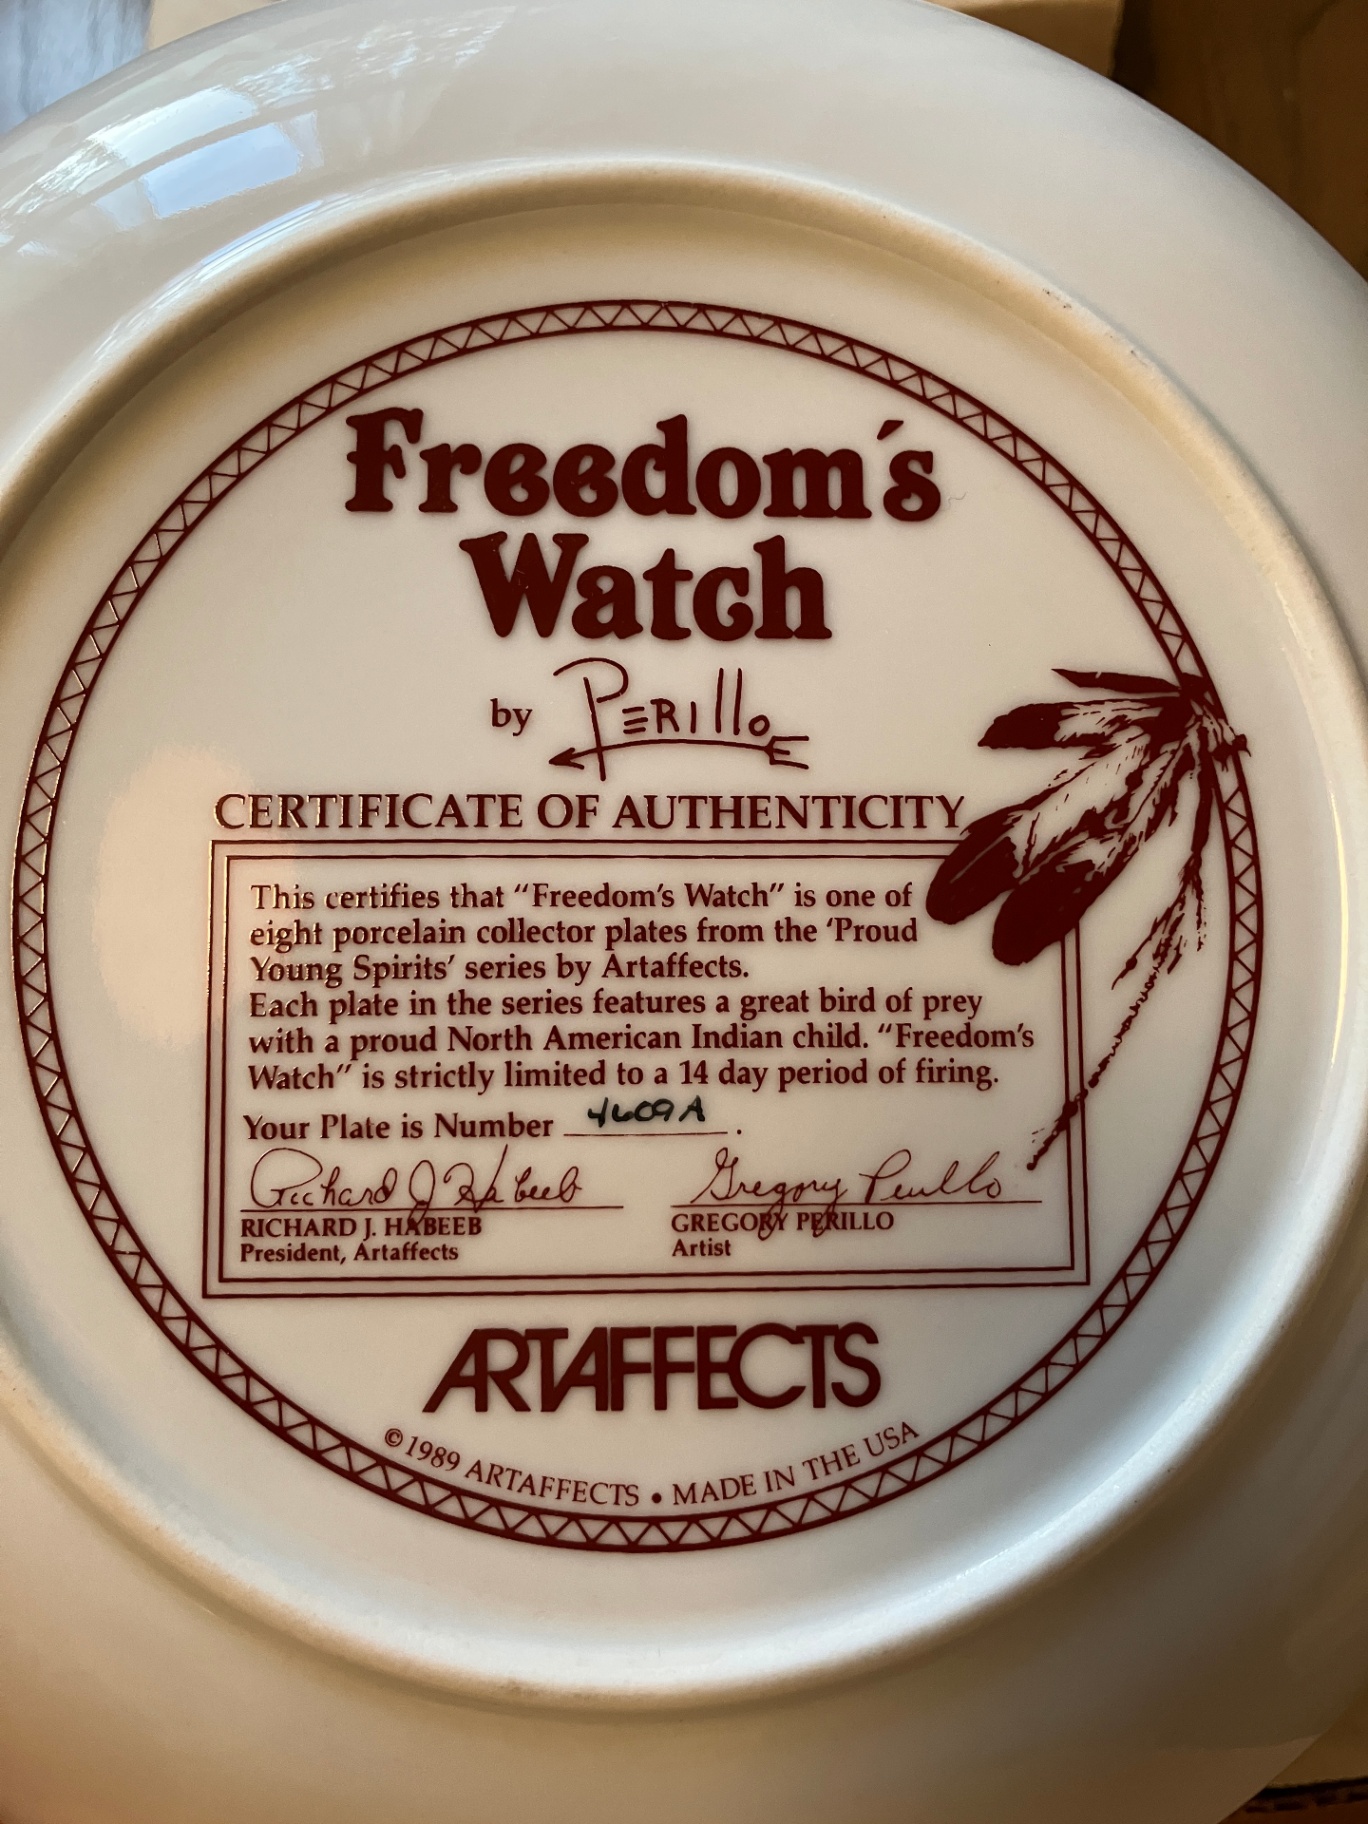 Freedom's
Watch
by PERIllo
CERTIFICATE OF AUTHENTICITY
This certifies that “Freedom's Watch” is one of
eight porcelain collector plates from the ‘Proud
Young Spirits’ series by Artaffects.
Each plate in the series features a great bird of prey
with a proud North American Indian child. “Freedom's
Watch” is strictly limited to a 14 day period of firing.
Your Plate is Number 4609A .
Richard J. Habeeb Gregory Perillo
RICHARD J. HABEEB GREGORY PERILLO
President, Artaffects Artist
ARTAFFECTS
© 1989 ARTAFFECTS • MADE IN THE USA